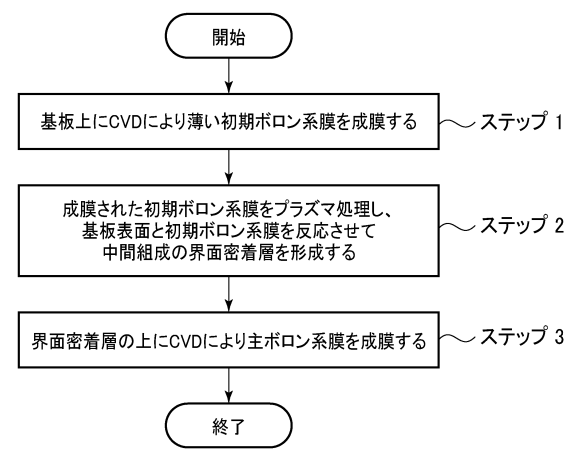 開始
基板上にCVDにより薄い初期ボロン系膜を成膜する
ステップ 1
成膜された初期ボロン系膜をプラズマ処理し、
基板表面と初期ボロン系膜を反応させて
中間組成の界面密着層を形成する
ステップ 2
界面密着層の上にCVDにより主ボロン系膜を成膜する
ステップ 3
終了